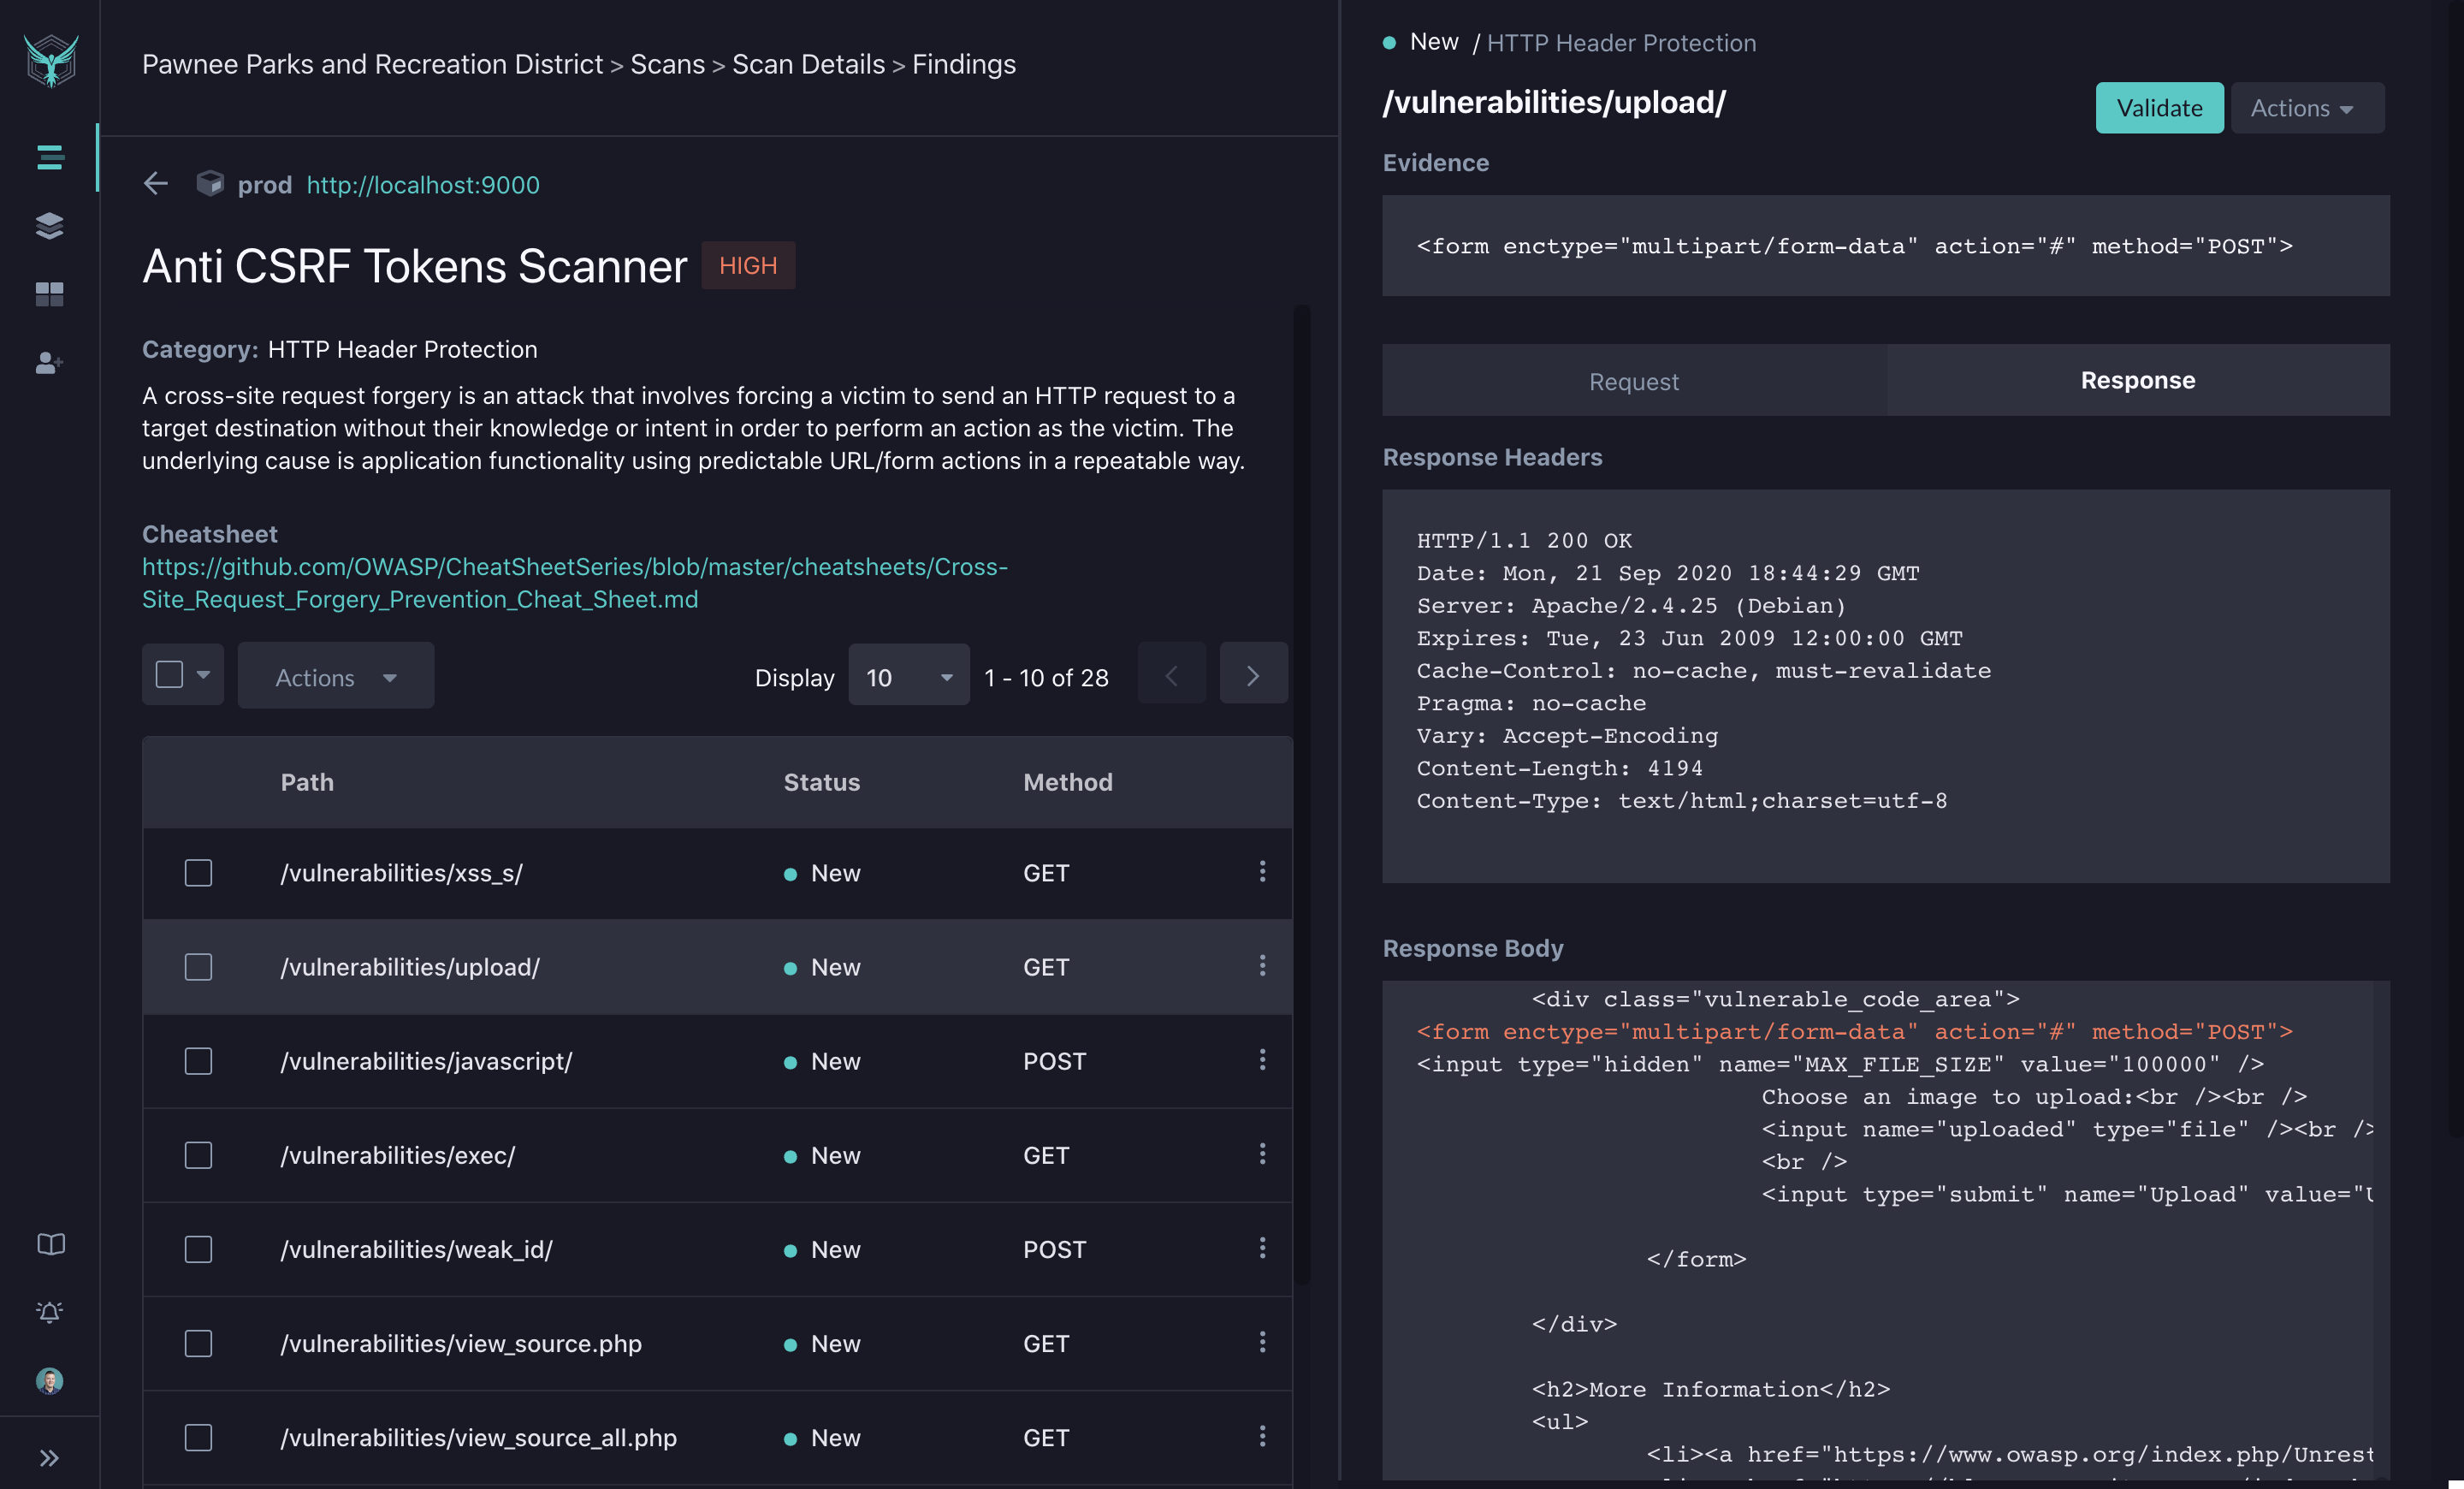 Pawnee Parks and Recreation District > Scans > Scan Details > Findings
prod http://localhost:9000
Anti CSRF Tokens Scanner HIGH
Category: HTTP Header Protection
A cross-site request forgery is an attack that involves forcing a victim to send an HTTP request to a
target destination without their knowledge or intent in order to perform an action as the victim. The
underlying cause is application functionality using predictable URL/form actions in a repeatable way.
Cheatsheet
https://github.com/OWASP/CheatSheetSeries/blob/master/cheatsheets/Cross-
Site_Request_Forgery_Prevention_Cheat_Sheet.md
Actions Display 10 1 - 10 of 28
Path Status Method
/vulnerabilities/xss_s/ New GET
/vulnerabilities/upload/ New GET
/vulnerabilities/javascript/ New POST
/vulnerabilities/exec/ New GET
/vulnerabilities/weak_id/ New POST
/vulnerabilities/view_source.php New GET
/vulnerabilities/view_source_all.php New GET
New / HTTP Header Protection
/vulnerabilities/upload/
Validate Actions
Evidence
<form enctype="multipart/form-data" action="#" method="POST">
Request Response
Response Headers
HTTP/1.1 200 OK
Date: Mon, 21 Sep 2020 18:44:29 GMT
Server: Apache/2.4.25 (Debian)
Expires: Tue, 23 Jun 2009 12:00:00 GMT
Cache-Control: no-cache, must-revalidate
Pragma: no-cache
Vary: Accept-Encoding
Content-Length: 4194
Content-Type: text/html;charset=utf-8
Response Body
<div class="vulnerable_code_area">
<form enctype="multipart/form-data" action="#" method="POST">
<input type="hidden" name="MAX_FILE_SIZE" value="100000" />
Choose an image to upload:<br /><br />
<input name="uploaded" type="file" /><br />
<br />
<input type="submit" name="Upload" value="U
</form>
</div>
<h2>More Information</h2>
<ul>
<li><a href="https://www.owasp.org/index.php/Unrest